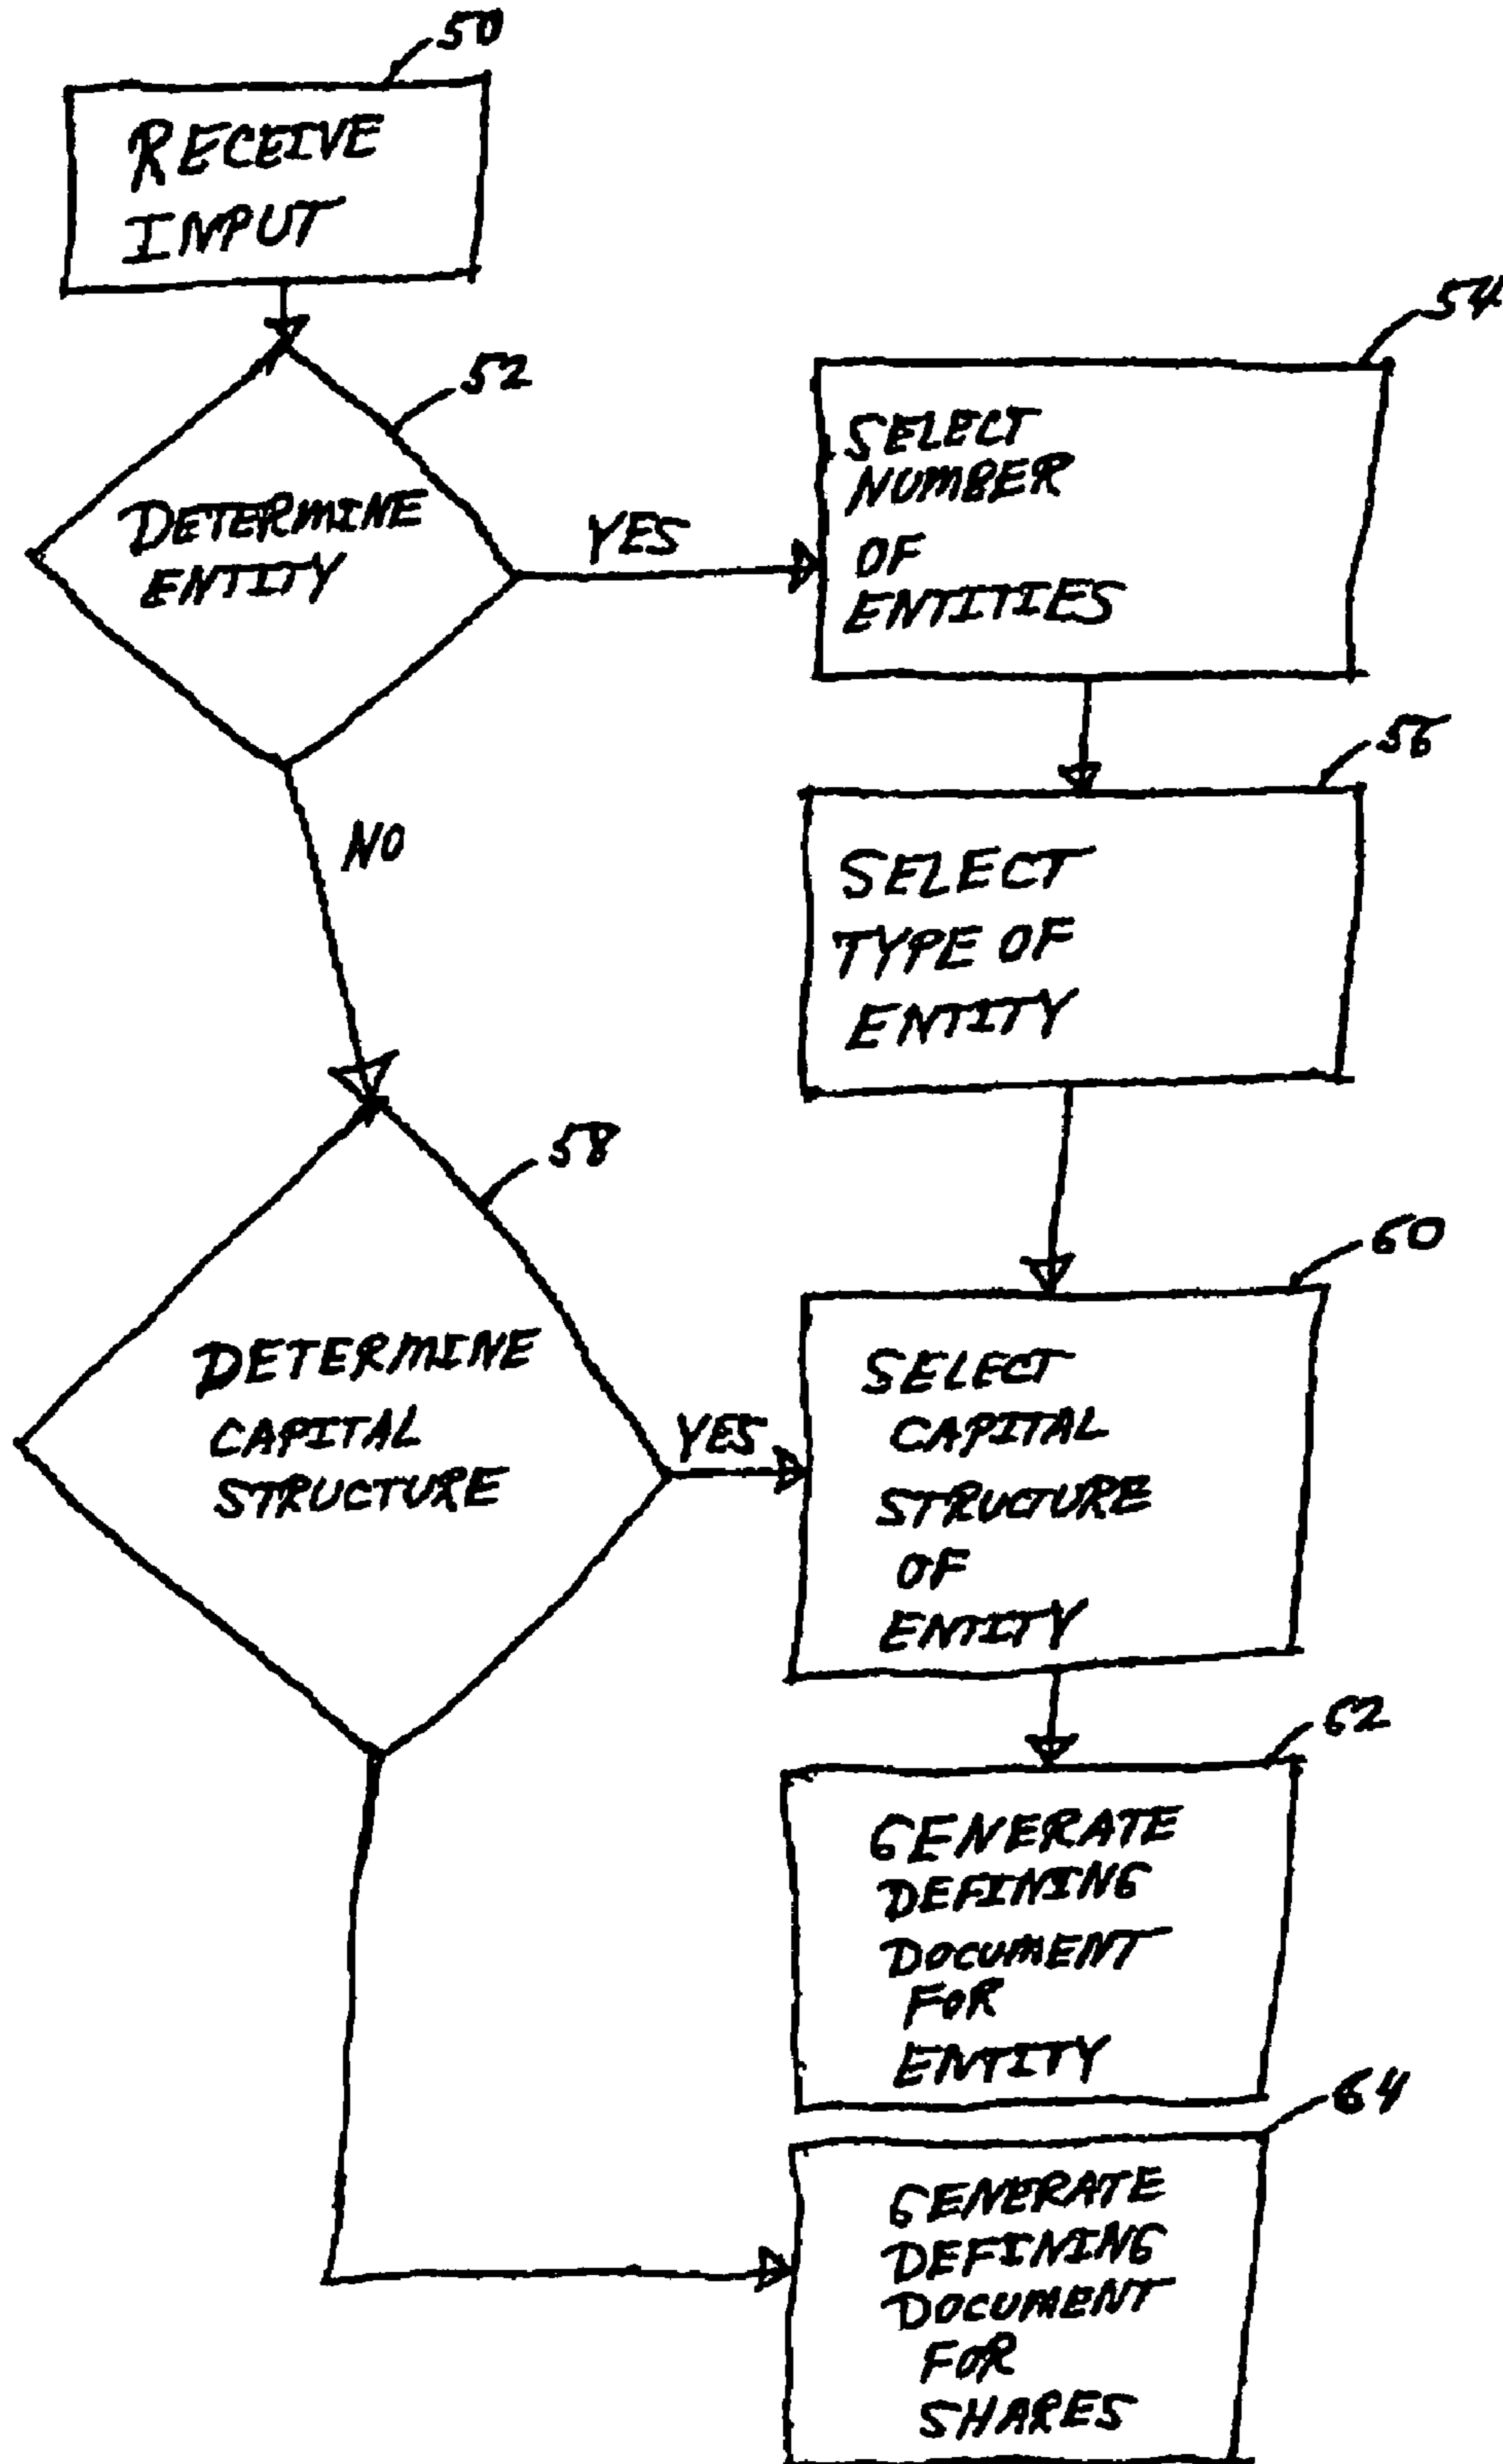 50
RECEIVE
INPUT
52
DETERMINE
ENTITY
YES
NO
54
SELECT
NUMBER
OF
ENTITIES
56
SELECT
TYPE OF
ENTITY
58
DETERMINE
CAPITAL
STRUCTURE
YES
60
SELECT
CAPITAL
STRUCTURE
OF
ENTITY
62
GENERATE
DEFINING
DOCUMENT
FOR
ENTITY
64
GENERATE
DEFINING
DOCUMENT
FOR
SHARES